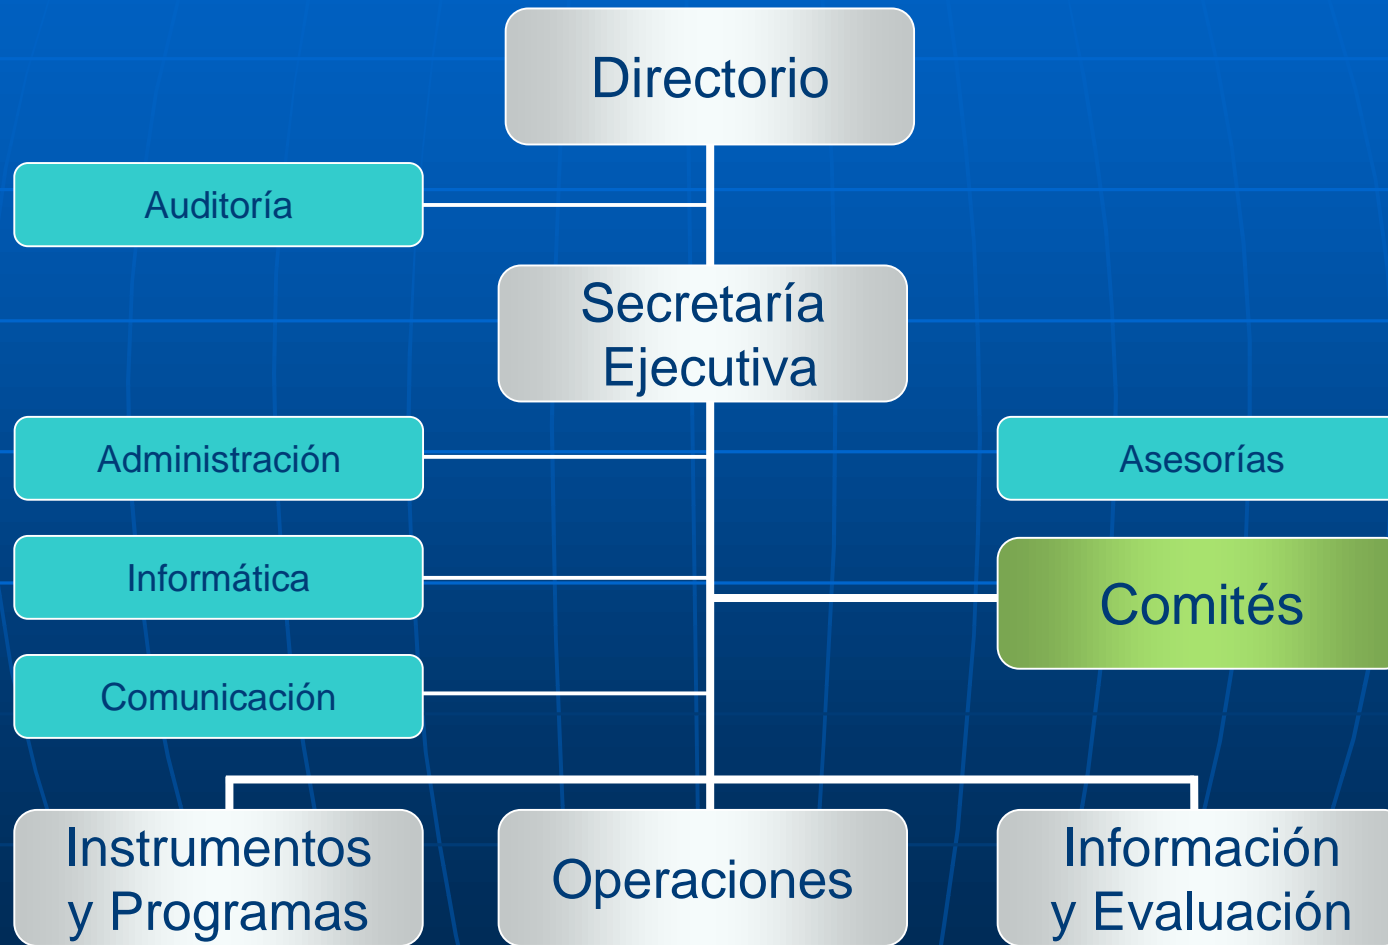 Directorio
Auditoría
Secretaría
Ejecutiva
Administración
Asesorías
Informática
Comités
Comunicación
Instrumentos
y Programas
Operaciones
Información
y Evaluación